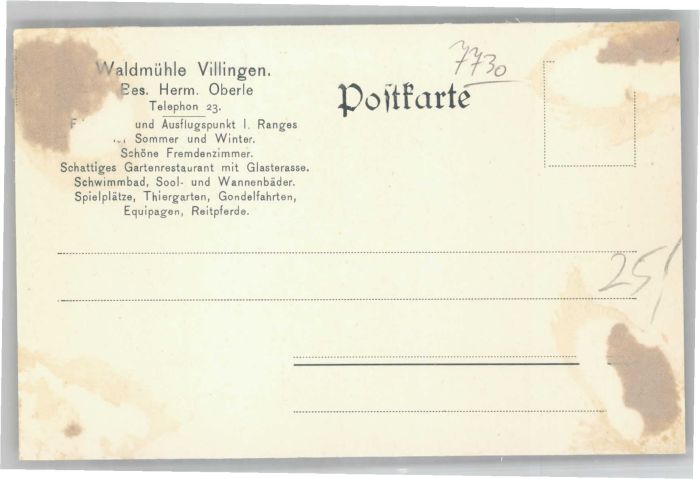 Waldmühle Villingen.
Bes. Herm. Oberle
Telephon 23.
und Ausflugspunkt I. Ranges
Sommer und Winter.
Schöne Fremdenzimmer.
Schattiges Gartenrestaurant mit Glasterasse.
Schwimmbad, Sool- und Wannenbäder.
Spielplätze, Thiergarten, Gondelfahrten,
Equipagen, Reitpferde.
Poſtkarte
7730
25/